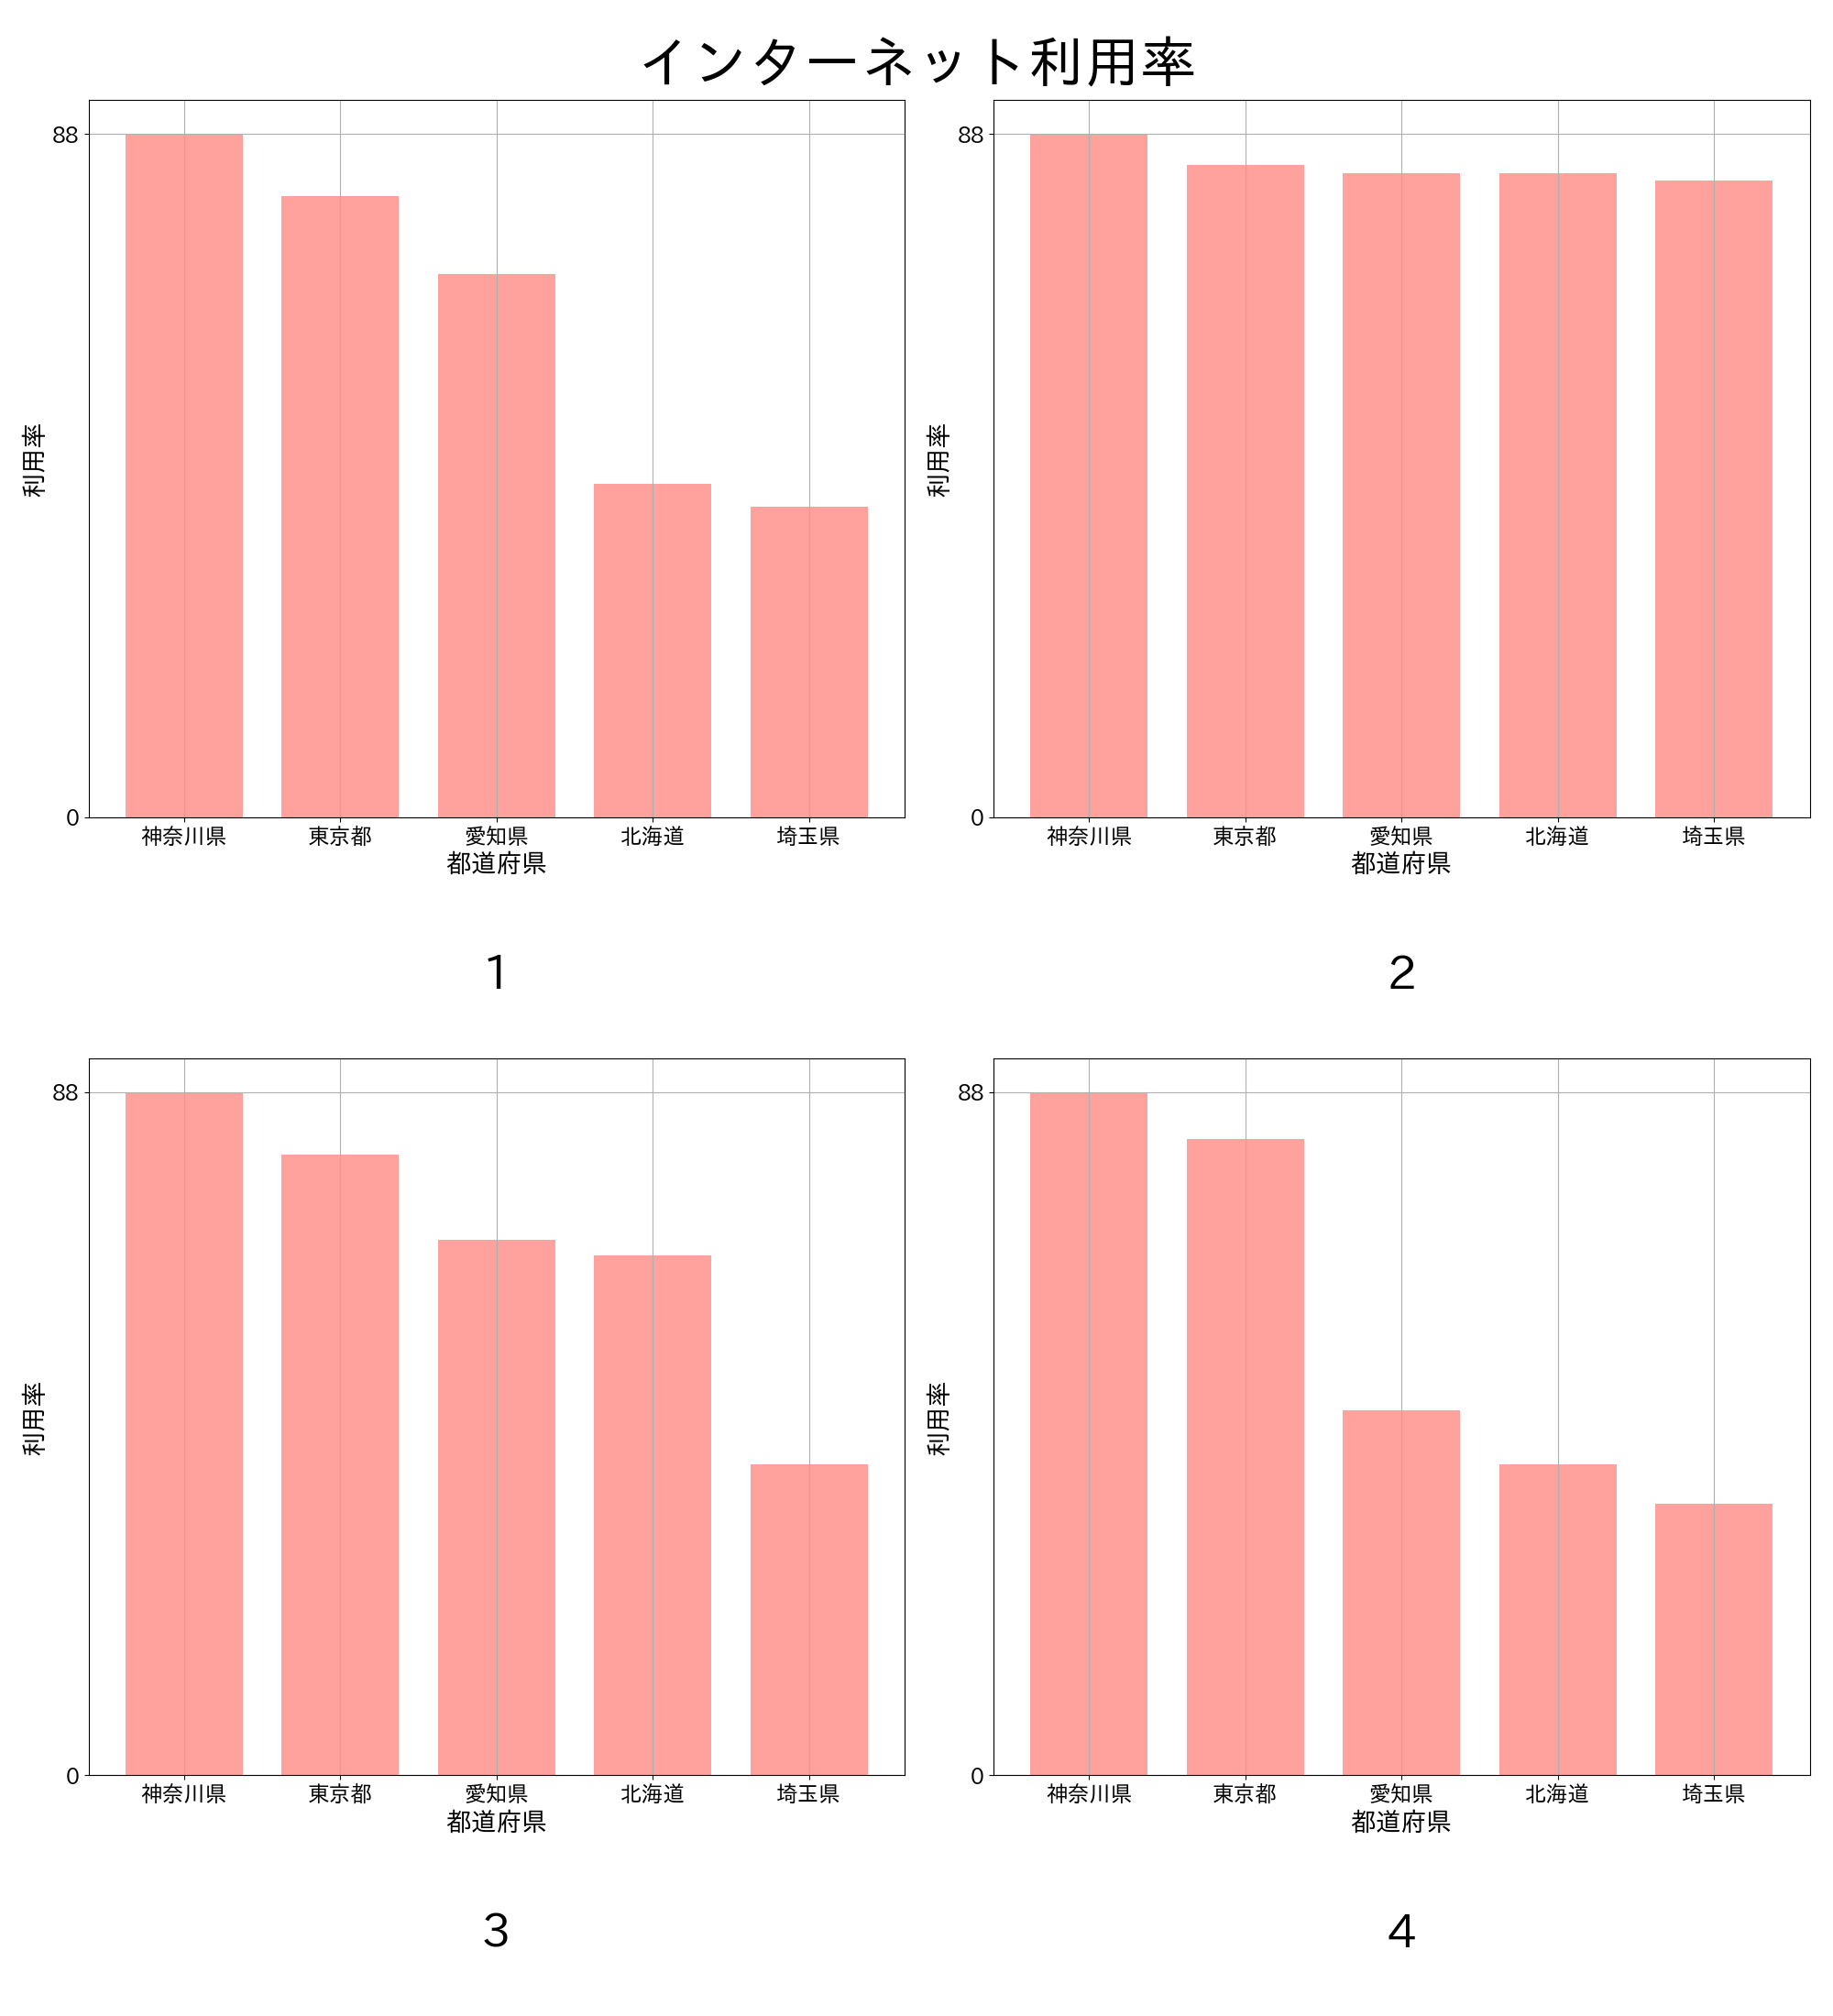 インターネット利用率
88
0
利用率
神奈川県 東京都 愛知県 北海道 埼玉県
都道府県
1
88
0
利用率
神奈川県 東京都 愛知県 北海道 埼玉県
都道府県
2
88
0
利用率
神奈川県 東京都 愛知県 北海道 埼玉県
都道府県
3
88
0
利用率
神奈川県 東京都 愛知県 北海道 埼玉県
都道府県
4